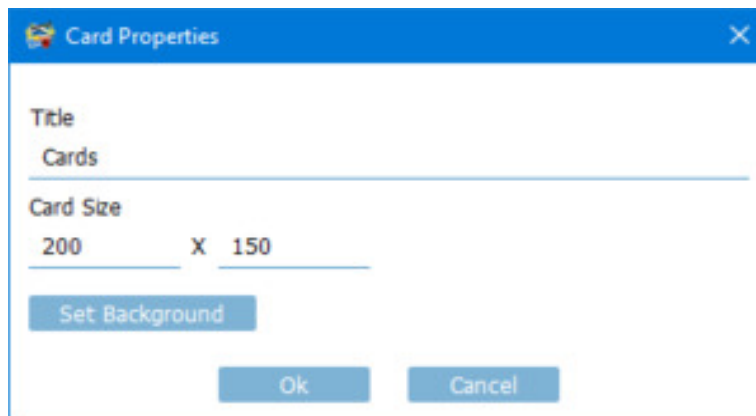 Card Properties
Title
Cards
Card Size
200 X 150
Set Background
Ok Cancel